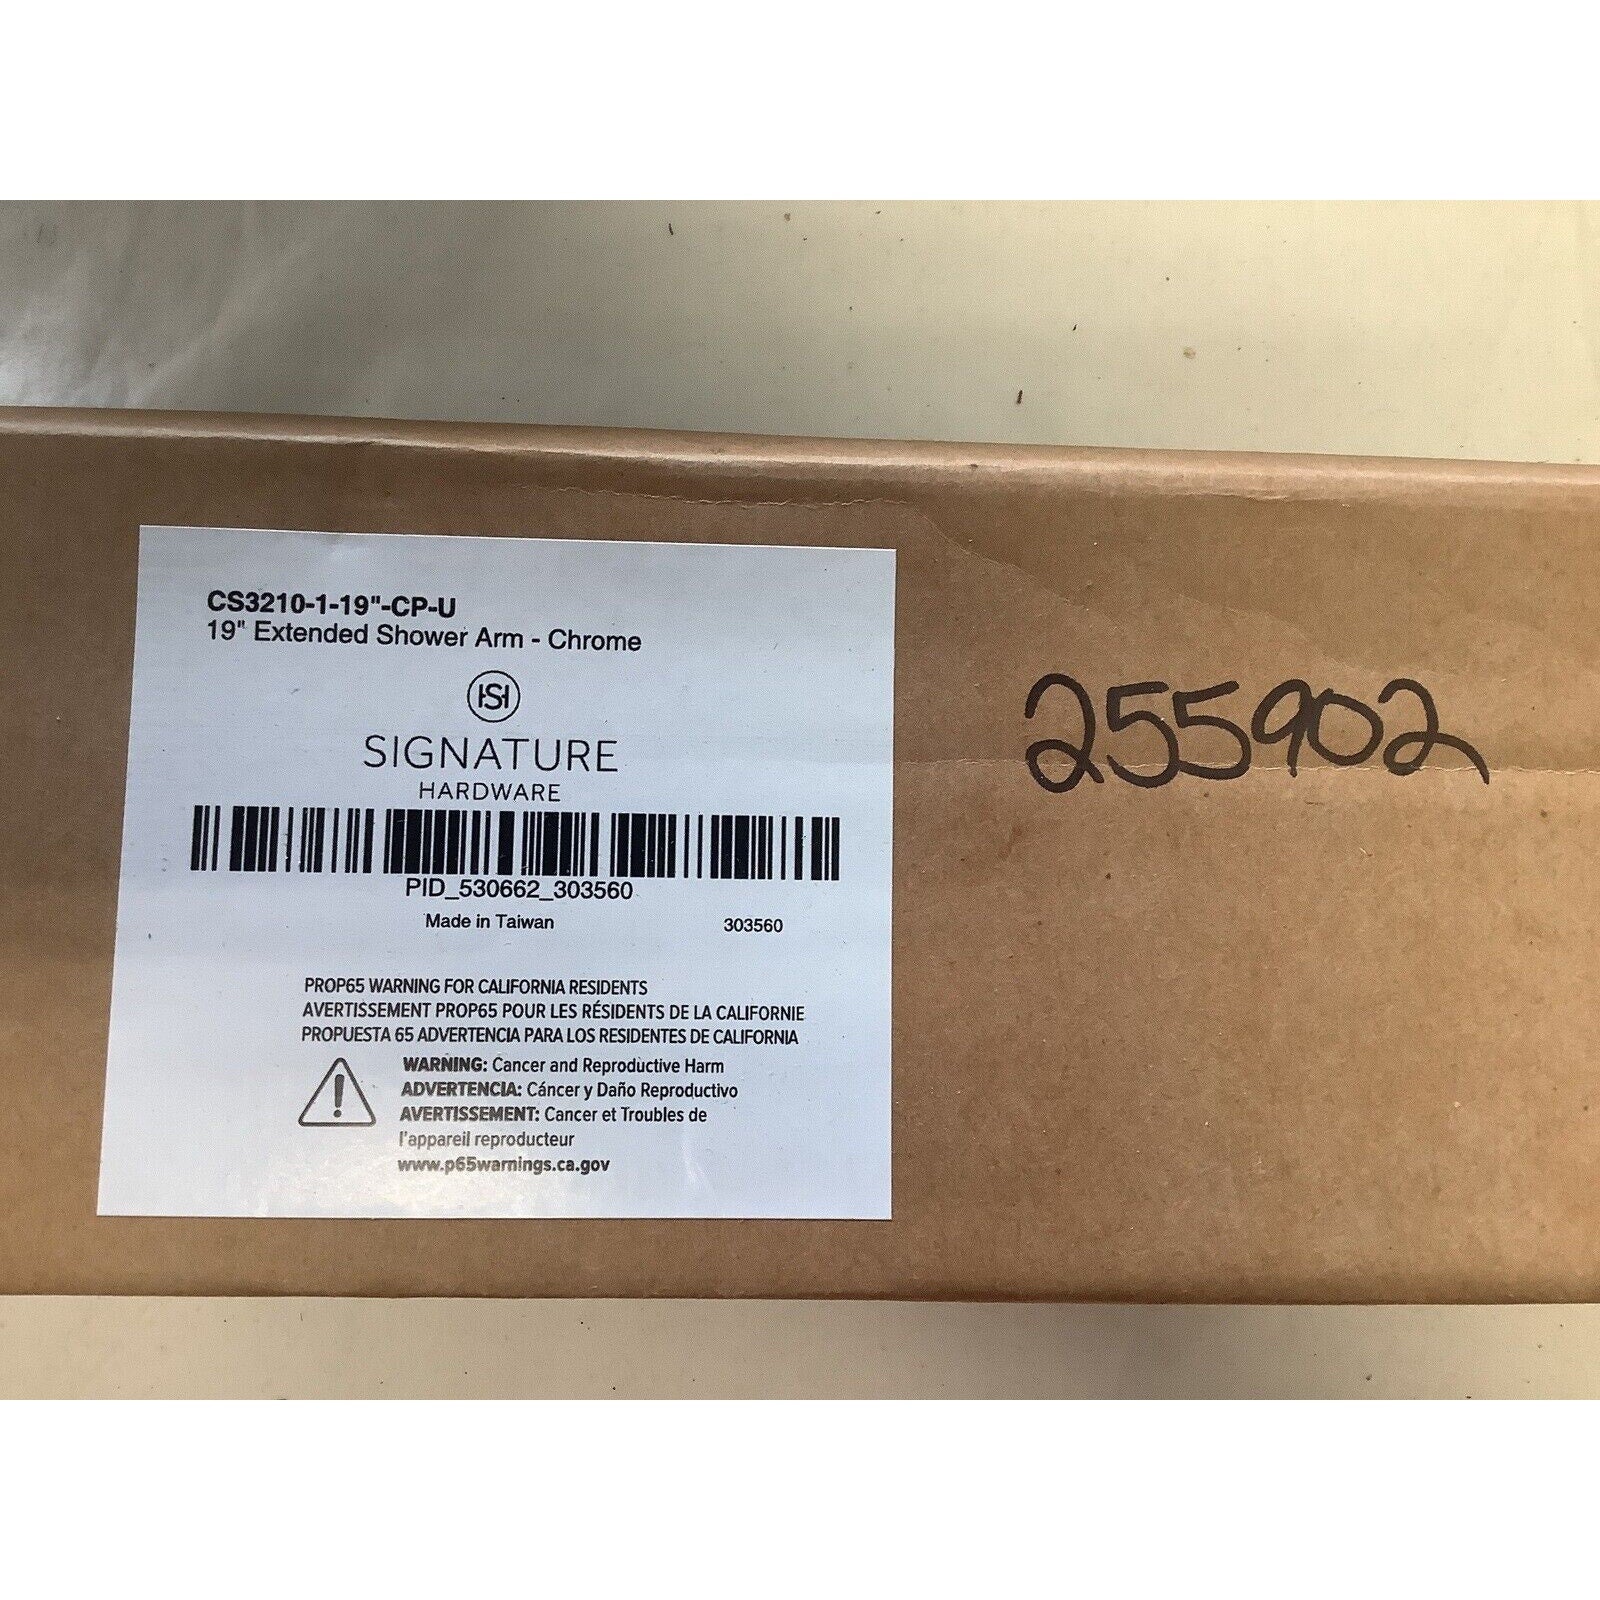 CS3210-1-19"-CP-U
19" Extended Shower Arm - Chrome
SH
SIGNATURE
HARDWARE
PID_530662_303560
Made in Taiwan 303560
PROP65 WARNING FOR CALIFORNIA RESIDENTS
AVERTISSEMENT PROP65 POUR LES RÉSIDENTS DE LA CALIFORNIE
PROPUESTA 65 ADVERTENCIA PARA LOS RESIDENTES DE CALIFORNIA
WARNING: Cancer and Reproductive Harm
ADVERTENCIA: Cáncer y Daño Reproductivo
AVERTISSEMENT: Cancer et Troubles de
l'appareil reproducteur
www.p65warnings.ca.gov
255902